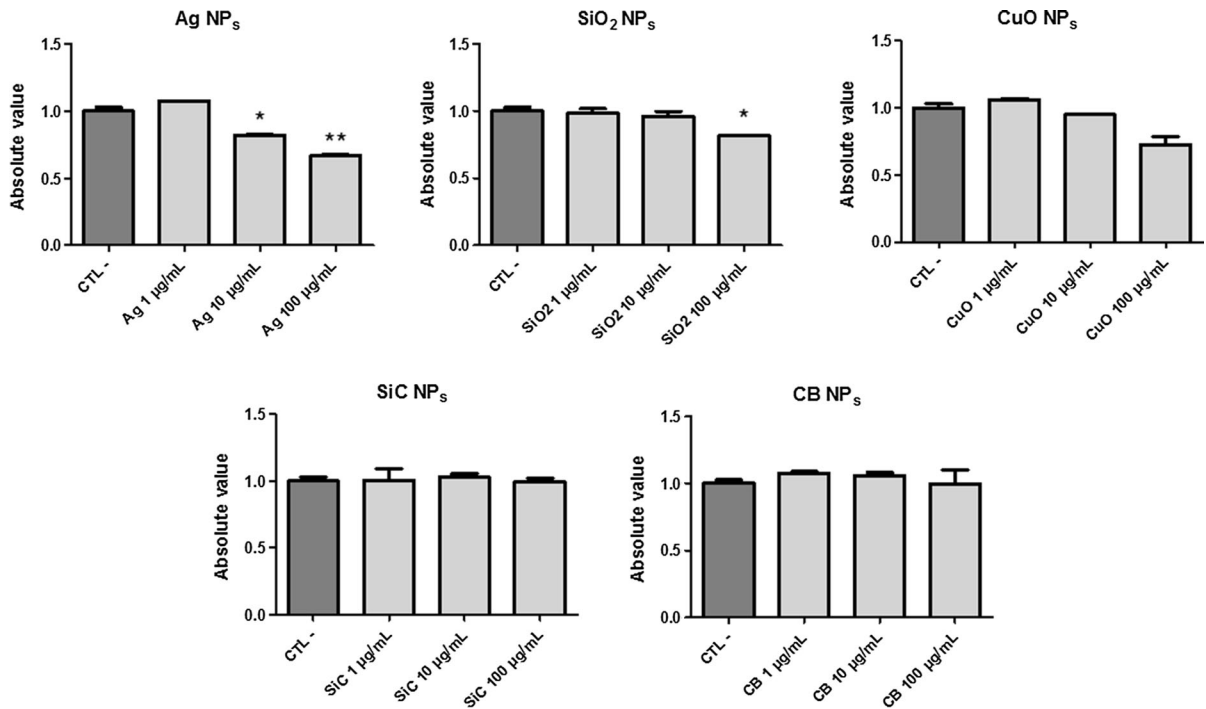 Ag NPs
Absolute value
1.5
1.0
0.5
0.0
*
**
CTL -
Ag 1 µg/mL
Ag 10 µg/mL
Ag 100 µg/mL
SiO2 NPs
Absolute value
1.5
1.0
0.5
0.0
*
CTL -
SiO2 1 µg/mL
SiO2 10 µg/mL
SiO2 100 µg/mL
CuO NPs
Absolute value
1.5
1.0
0.5
0.0
CTL -
CuO 1 µg/mL
CuO 10 µg/mL
CuO 100 µg/mL
SiC NPs
Absolute value
1.5
1.0
0.5
0.0
CTL -
SiC 1 µg/mL
SiC 10 µg/mL
SiC 100 µg/mL
CB NPs
Absolute value
1.5
1.0
0.5
0.0
CTL -
CB 1 µg/mL
CB 10 µg/mL
CB 100 µg/mL